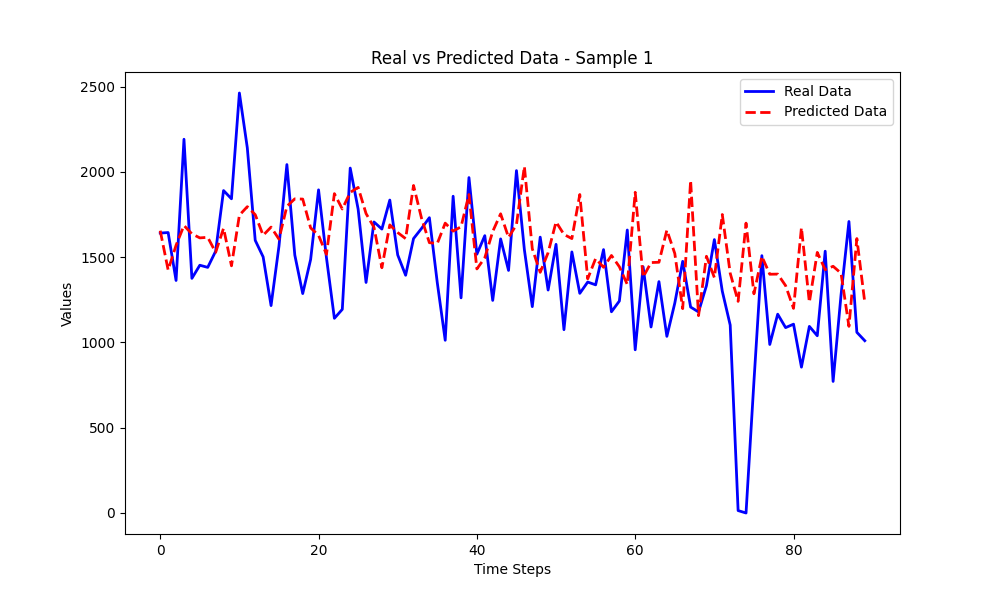 Real vs Predicted Data - Sample 1
Real Data
Predicted Data
Values
2500
2000
1500
1000
500
0
0 20 40 60 80
Time Steps